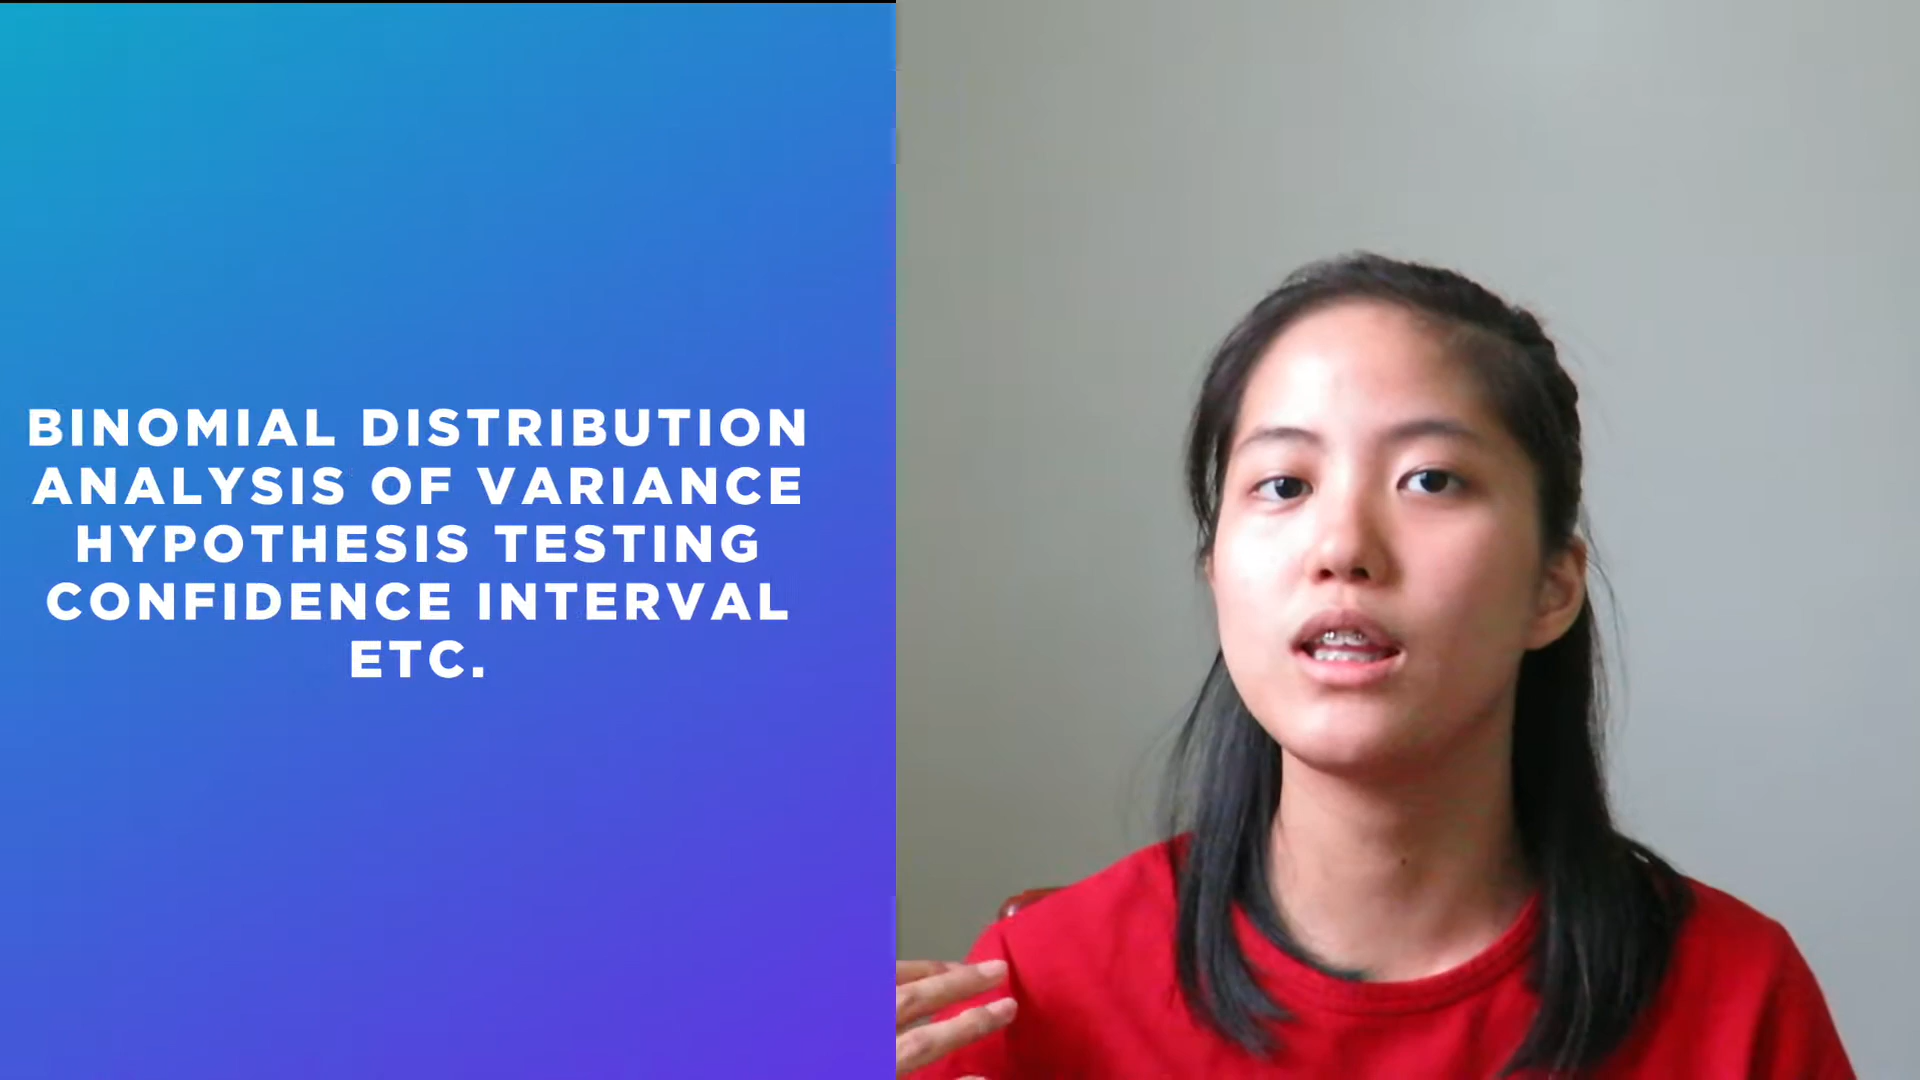 BINOMIAL DISTRIBUTION
ANALYSIS OF VARIANCE
HYPOTHESIS TESTING
CONFIDENCE INTERVAL
ETC.